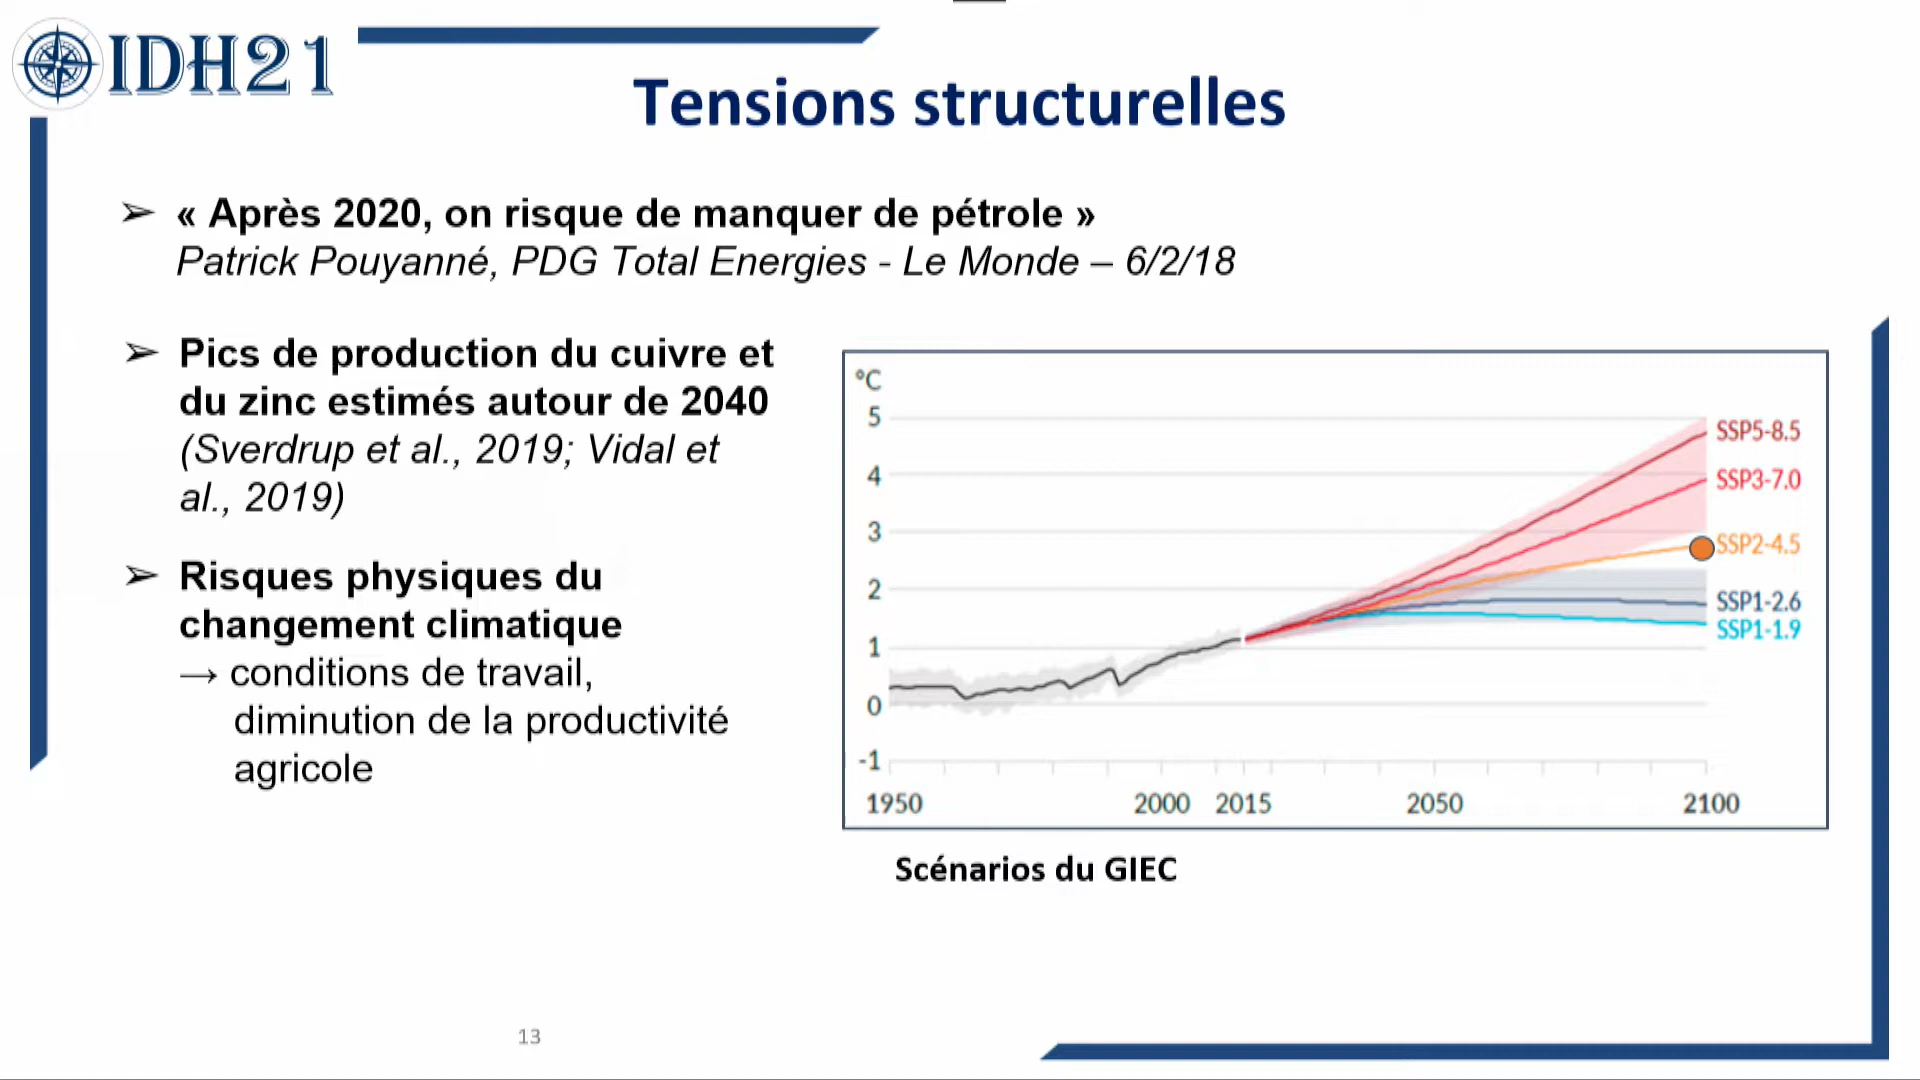 IDH21
Tensions structurelles
➢ « Après 2020, on risque de manquer de pétrole »
Patrick Pouyanné, PDG Total Energies - Le Monde – 6/2/18
➢ Pics de production du cuivre et
du zinc estimés autour de 2040
(Sverdrup et al., 2019; Vidal et
al., 2019)
➢ Risques physiques du
changement climatique
→ conditions de travail,
diminution de la productivité
agricole
°C
5
4
3
2
1
0
-1
1950 2000 2015 2050 2100
SSP5-8.5
SSP3-7.0
SSP2-4.5
SSP1-2.6
SSP1-1.9
Scénarios du GIEC
13